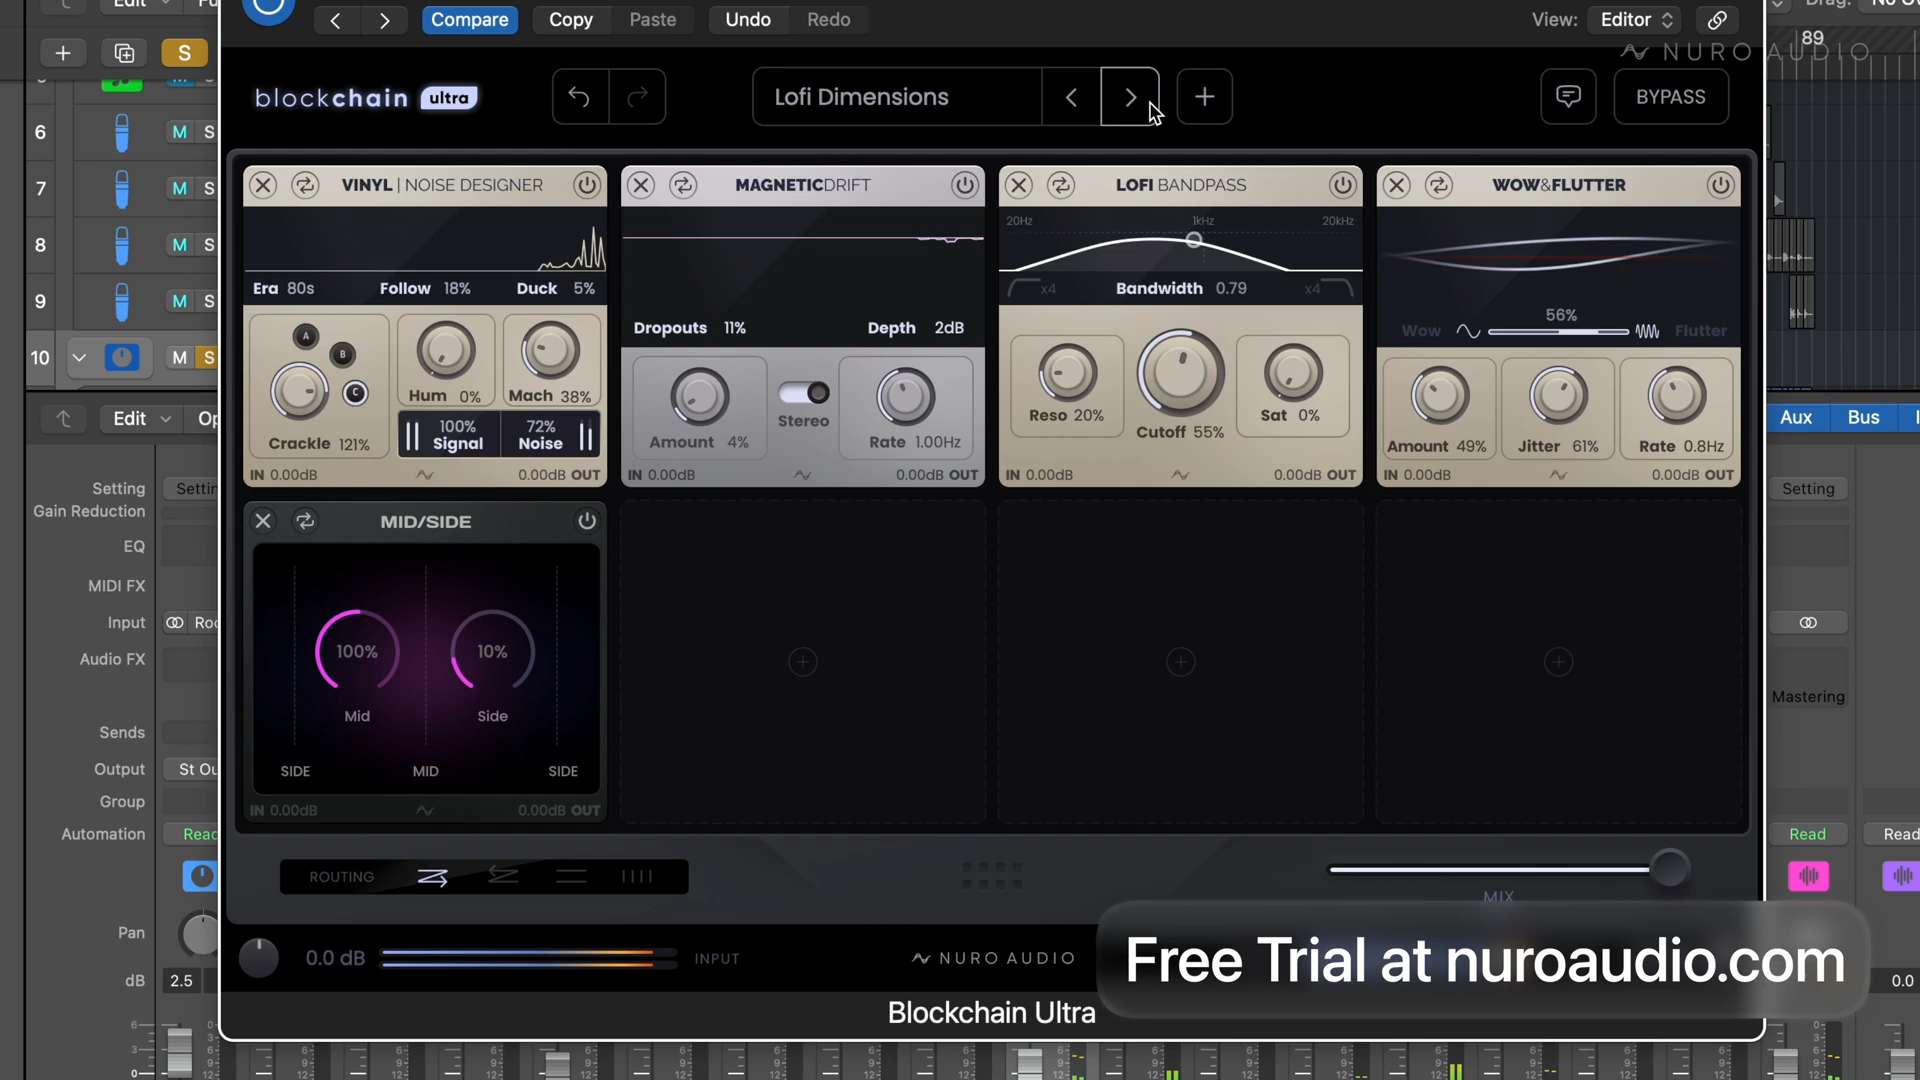 Edit
Compare
Copy
Paste
Undo
Redo
View:
Editor
Drag:
S
89
NURO AUDIO
blockchain ultra
Lofi Dimensions
BYPASS
6 M S
7 M S
8 M S
9 M S
10 M S
VINYL | NOISE DESIGNER
Era 80s
Follow 18%
Duck 5%
A
B
C
Crackle 121%
Hum 0%
Mach 38%
100% Signal
72% Noise
IN 0.00dB
0.00dB OUT
MAGNETICDRIFT
Dropouts 11%
Depth 2dB
Amount 4%
Stereo
Rate 1.00Hz
IN 0.00dB
0.00dB OUT
LOFI BANDPASS
20Hz
1kHz
20kHz
x4
Bandwidth 0.79
x4
Reso 20%
Cutoff 55%
Sat 0%
IN 0.00dB
0.00dB OUT
WOW&FLUTTER
56%
Wow
Flutter
Amount 49%
Jitter 61%
Rate 0.8Hz
IN 0.00dB
0.00dB OUT
Edit
Aux
Bus
MID/SIDE
100%
Mid
10%
Side
SIDE
MID
SIDE
IN 0.00dB
0.00dB OUT
Setting
Gain Reduction
EQ
MIDI FX
Input
Audio FX
Sends
Output
Group
Automation
Read
Pan
dB
2.5
Setting
Mastering
Read
Read
0.0
ROUTING
MIX
0.0 dB
INPUT
NURO AUDIO
Free Trial at nuroaudio.com
Blockchain Ultra